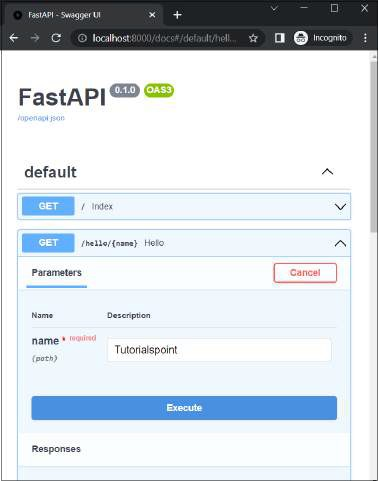 FastAPI - Swagger UI
localhost:8000/docs#/default/hell...
Incognito
FastAPI 0.1.0 OAS3
/openapi.json
default
GET / Index
GET /hello/{name} Hello
Parameters Cancel
Name Description
name * required
(path)
Tutorialspoint
Execute
Responses